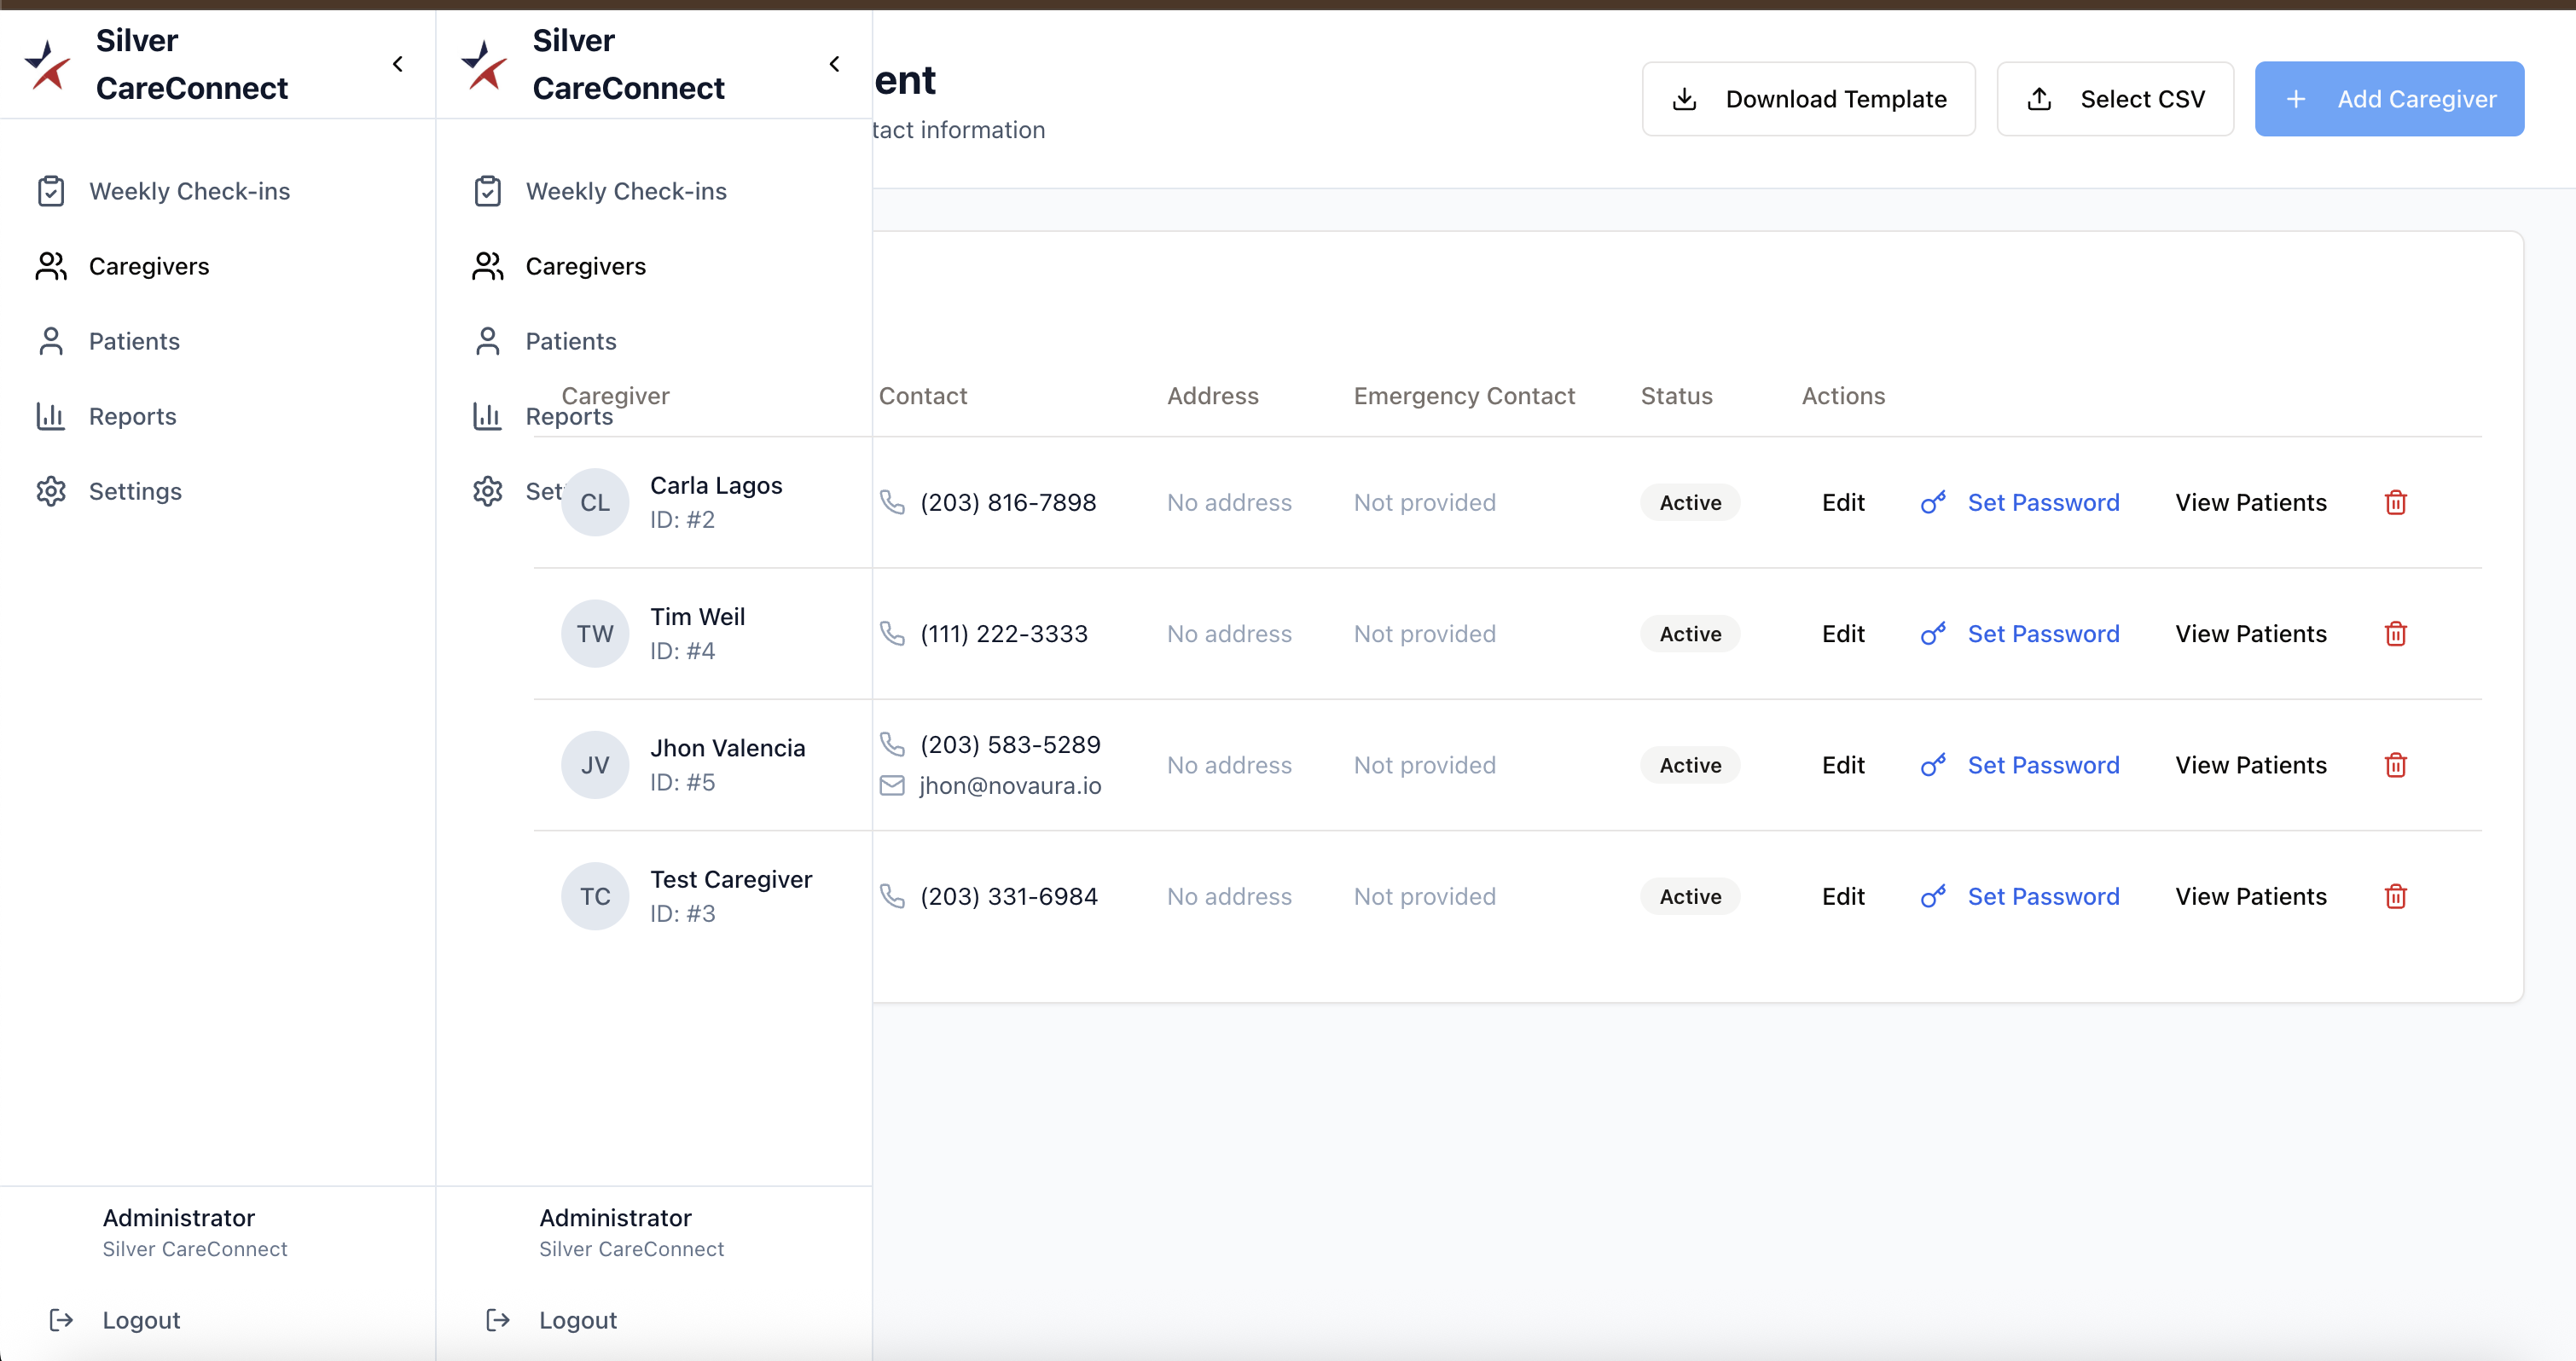 Silver
CareConnect
Weekly Check-ins
Caregivers
Patients
Reports
Settings
Administrator
Silver CareConnect
Logout
Silver
CareConnect
Weekly Check-ins
Caregivers
Patients
Reports
Set
Administrator
Silver CareConnect
Logout
ent
tact information
Download Template
Select CSV
+ Add Caregiver
Caregiver Contact Address Emergency Contact Status Actions
CL Carla Lagos (203) 816-7898 No address Not provided Active Edit Set Password View Patients
ID: #2
TW Tim Weil (111) 222-3333 No address Not provided Active Edit Set Password View Patients
ID: #4
JV Jhon Valencia (203) 583-5289 No address Not provided Active Edit Set Password View Patients
ID: #5 jhon@novaura.io
TC Test Caregiver (203) 331-6984 No address Not provided Active Edit Set Password View Patients
ID: #3